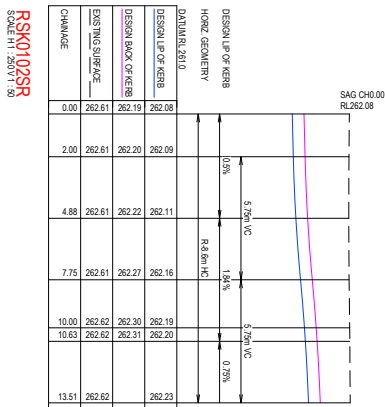 SAG CH0.00
RL262.08
DESIGN LIP OF KERB
0.5% 1.84% 0.75%
5.75m VC 5.75m VC
HORIZ. GEOMETRY
R-8.6m HC
DATUM RL 261.0
DESIGN LIP OF KERB 262.08 262.09 262.11 262.16 262.19 262.20 262.23
DESIGN BACK OF KERB 262.19 262.20 262.22 262.27 262.30 262.31
EXISTING SURFACE 262.61 262.61 262.61 262.61 262.62 262.62 262.62
CHAINAGE 0.00 2.00 4.88 7.75 10.00 10.63 13.51
RSK0102SR
SCALE H 1 : 250 V 1 : 50